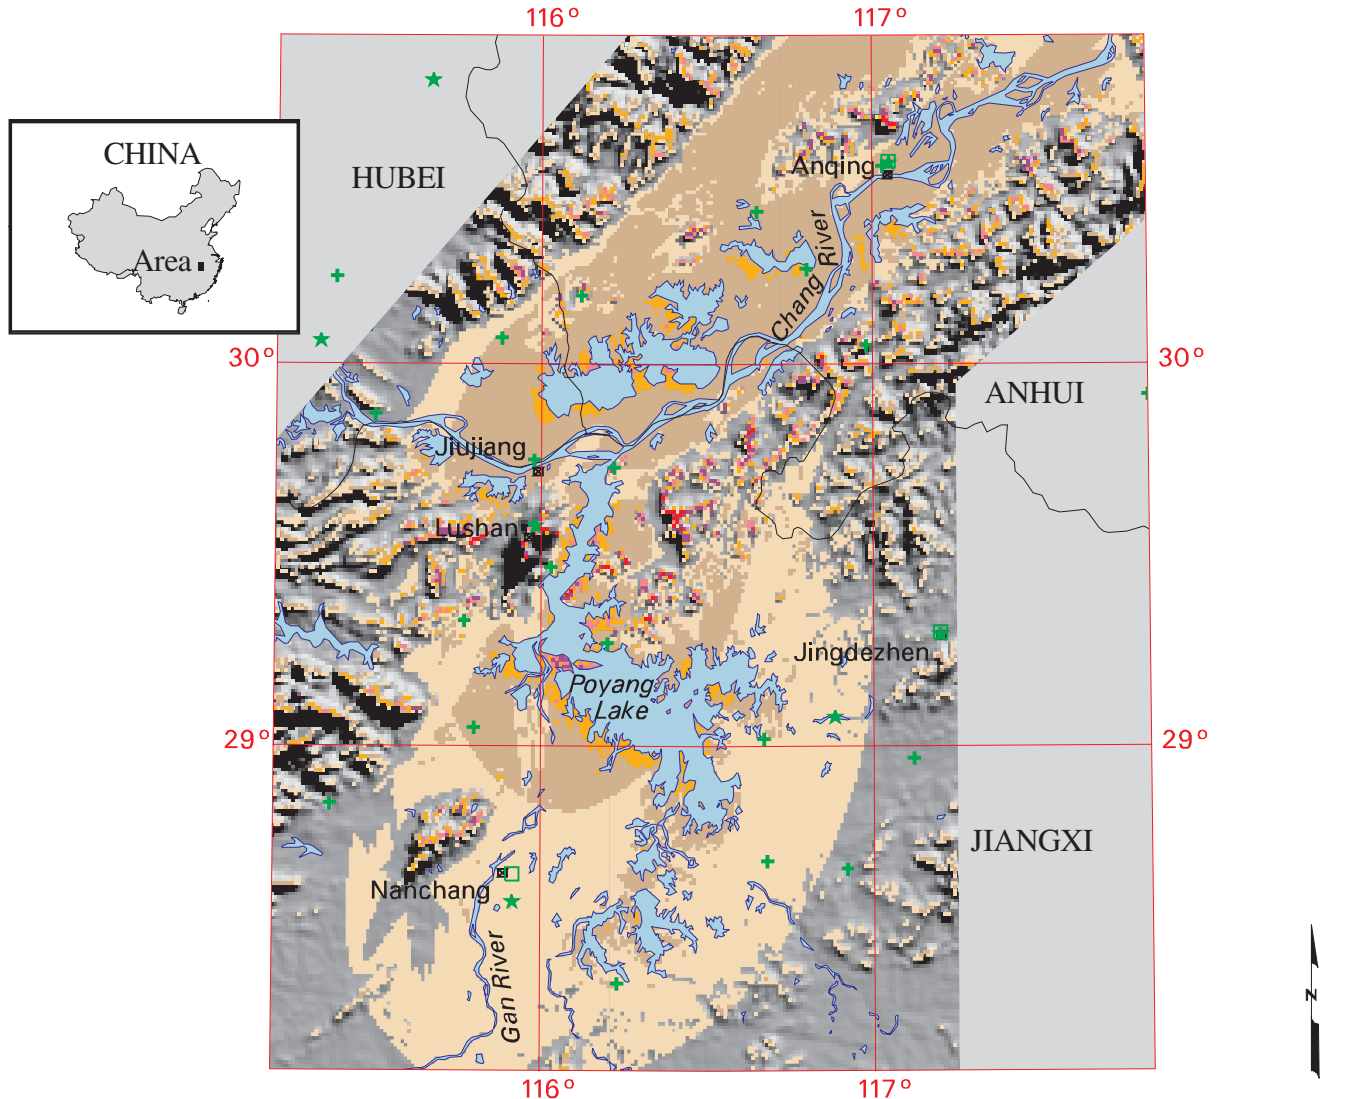 116° 117°
CHINA
Area
HUBEI
Anqing
Chang River
30° 30°
ANHUI
Jiujiang
Lushan
Jingdezhen
Poyang
Lake
29° 29°
JIANGXI
Nanchang
Gan River
N
116° 117°